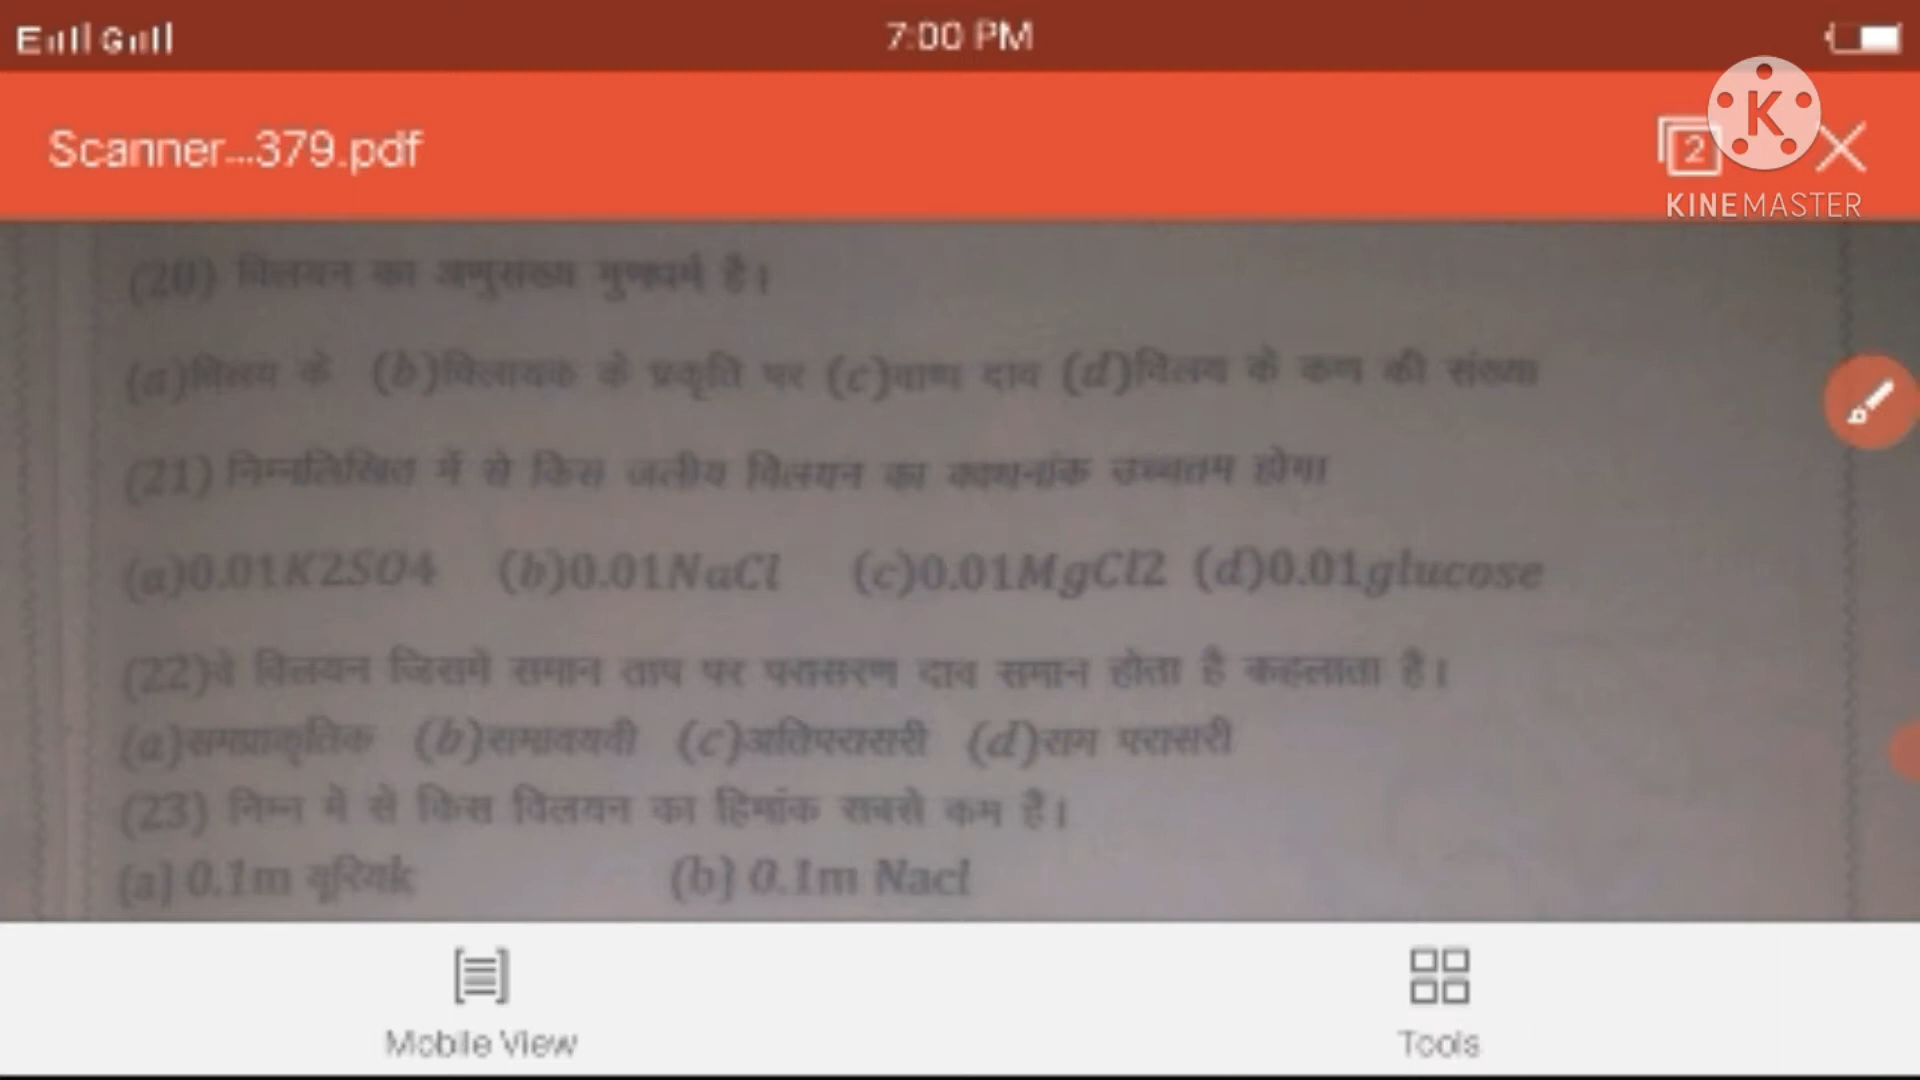 7:00 PM
Scanner...379.pdf
2
K
KINEMASTER
(20) विलयन का अणुसंख्य गुणधर्म है।
(a)विलय के (b)विलायक के प्रकृति पर (c)वाष्प दाव (d)विलय के कण की संख्या
(21) निम्नलिखित में से किस जलीय विलयन का क्वथनांक उच्चतम होगा
(a)0.01K2SO4 (b)0.01NaCl (c)0.01MgCl2 (d)0.01glucose
(22)वे विलयन जिसमे समान ताप पर परासरण दाव समान होता है कहलाता है।
(a)समप्राकृतिक (b)समावयवी (c)अतिपरासरी (d)सम परासरी
(23) निम्न में से किस विलयन का हिमांक सबसे कम है।
(a) 0.1m यूरियk (b) 0.1m Nacl
Mobile View
Tools